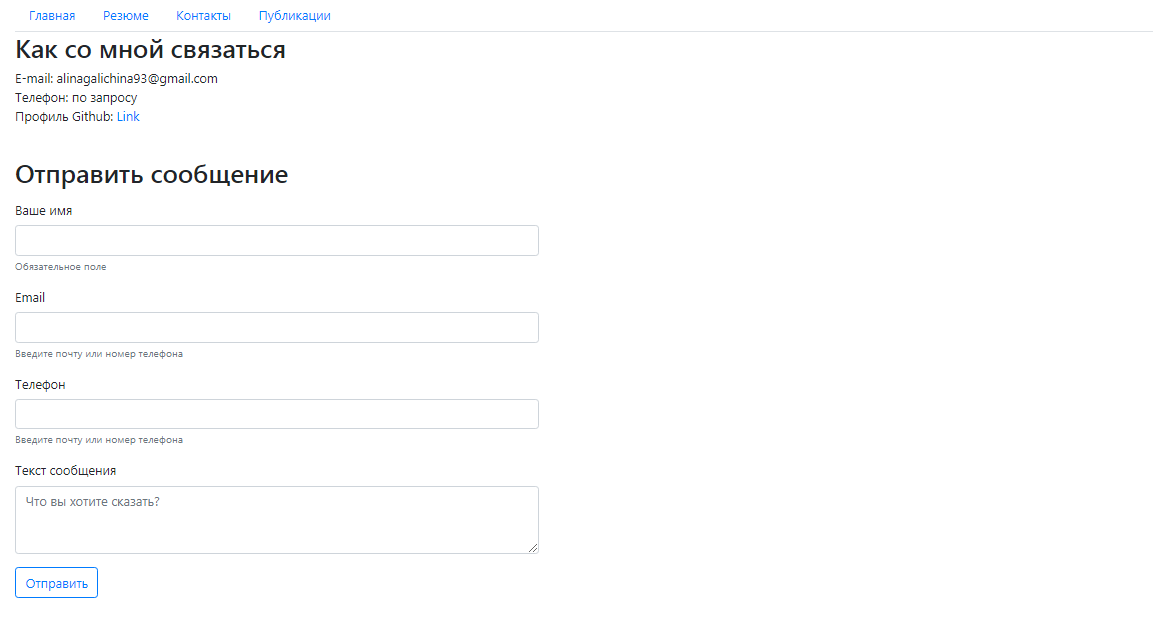 Главная Резюме Контакты Публикации
Как со мной связаться
E-mail: alinagalichina93@gmail.com
Телефон: по запросу
Профиль Github: Link
Отправить сообщение
Ваше имя
Обязательное поле
Email
Введите почту или номер телефона
Телефон
Введите почту или номер телефона
Текст сообщения
Что вы хотите сказать?
Отправить